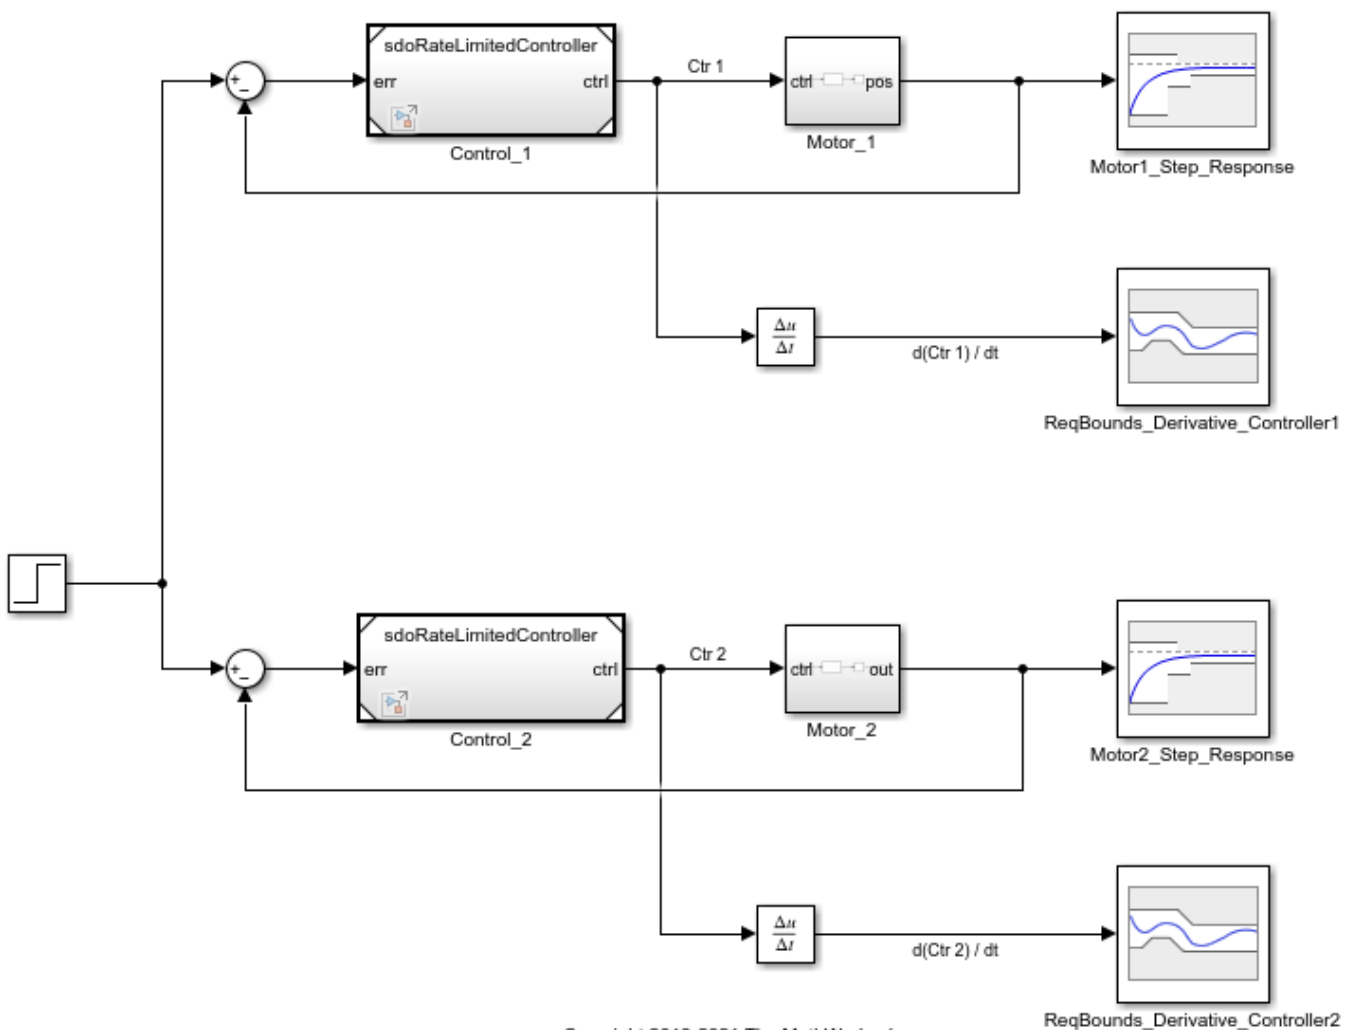 sdoRateLimitedController
err
ctrl
Control_1
Ctr 1
ctrl
pos
Motor_1
Motor1_Step_Response
Δu
Δt
d(Ctr 1) / dt
ReqBounds_Derivative_Controller1
+
−
sdoRateLimitedController
err
ctrl
Control_2
Ctr 2
ctrl
out
Motor_2
Motor2_Step_Response
+
−
Δu
Δt
d(Ctr 2) / dt
ReqBounds_Derivative_Controller2